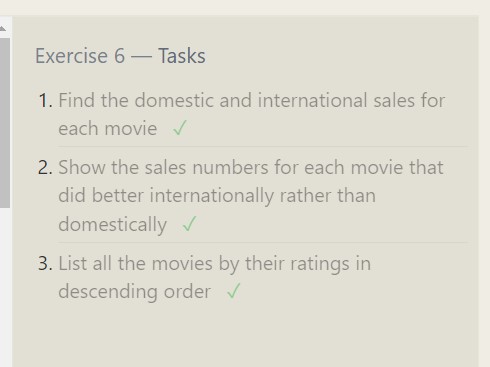 Exercise 6 — Tasks
1. Find the domestic and international sales for
each movie ✓
2. Show the sales numbers for each movie that
did better internationally rather than
domestically ✓
3. List all the movies by their ratings in
descending order ✓